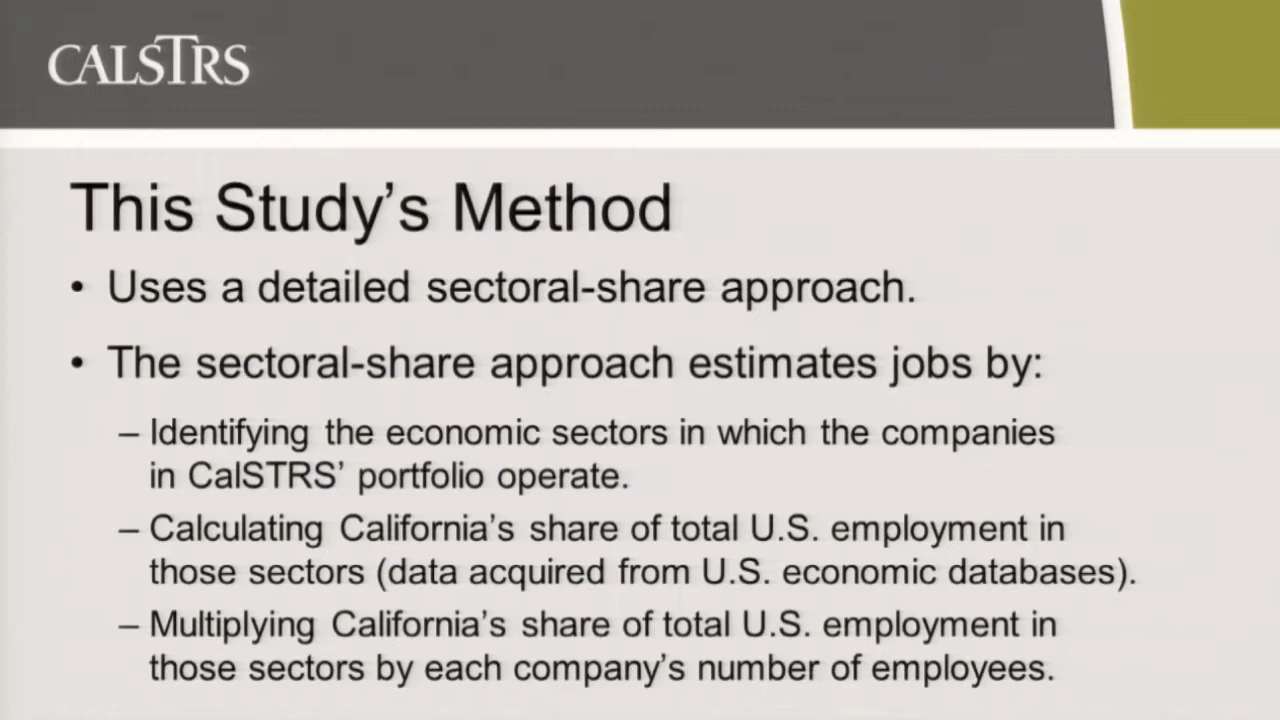 CALSTRS
This Study’s Method
• Uses a detailed sectoral-share approach.
• The sectoral-share approach estimates jobs by:
– Identifying the economic sectors in which the companies
in CalSTRS’ portfolio operate.
– Calculating California’s share of total U.S. employment in
those sectors (data acquired from U.S. economic databases).
– Multiplying California’s share of total U.S. employment in
those sectors by each company’s number of employees.